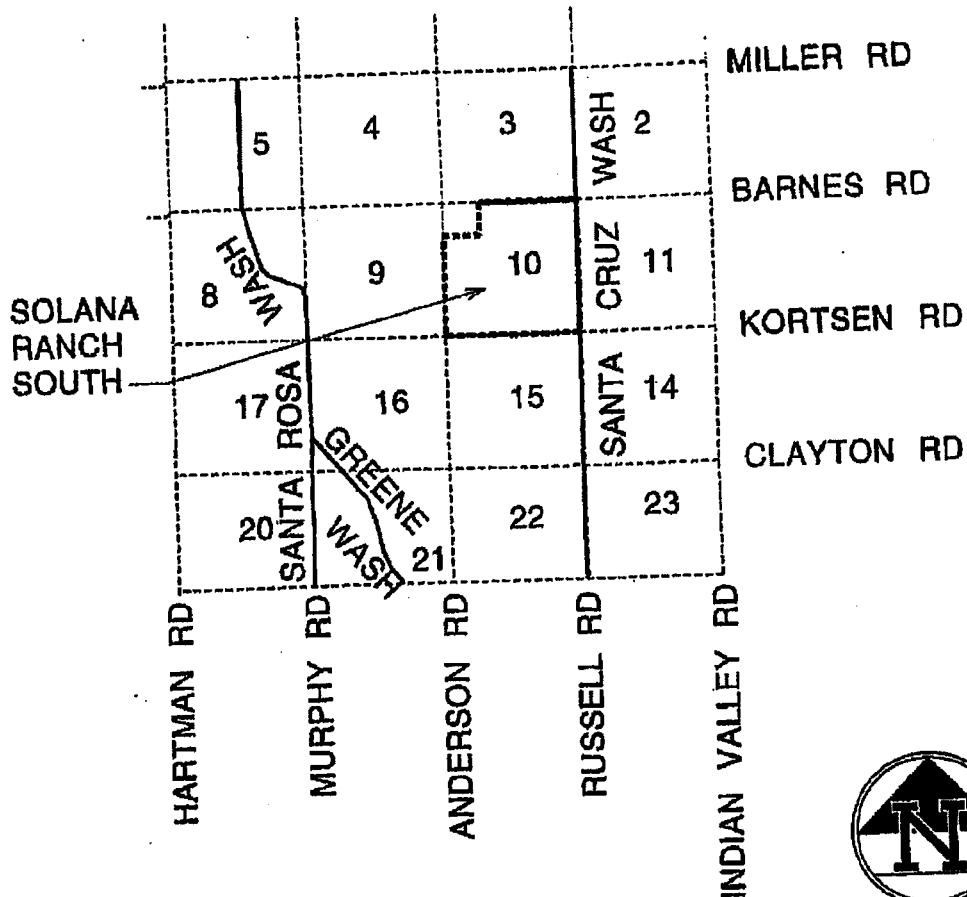 MILLER RD
5 4 3 WASH 2
BARNES RD
8 WASH 9 10 CRUZ 11
SOLANA
RANCH
SOUTH
KORTSEN RD
17 ROSA 16 15 SANTA 14
CLAYTON RD
20 SANTA GREENE
WASH 21 22 23
HARTMAN RD
MURPHY RD
ANDERSON RD
RUSSELL RD
INDIAN VALLEY RD
N